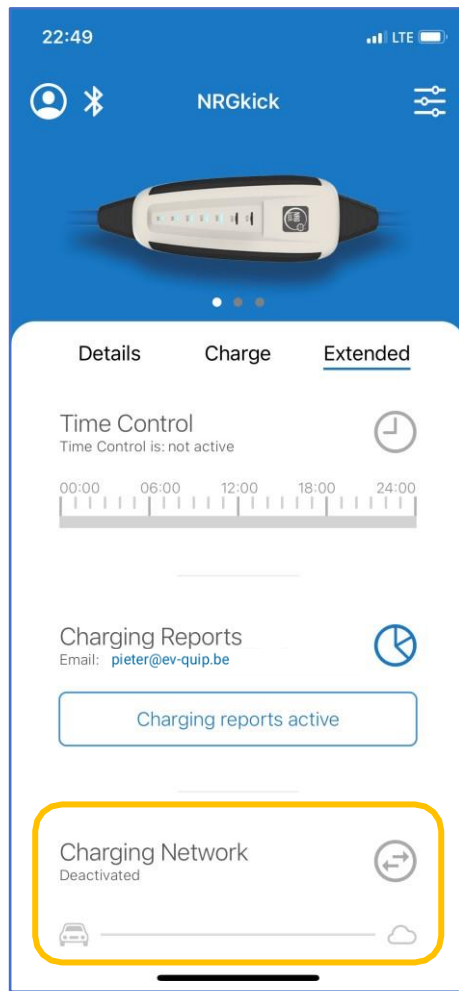 22:49 LTE
NRGkick
Details Charge Extended
Time Control
Time Control is: not active
00:00 06:00 12:00 18:00 24:00
Charging Reports
Email: pieter@ev-quip.be
Charging reports active
Charging Network
Deactivated